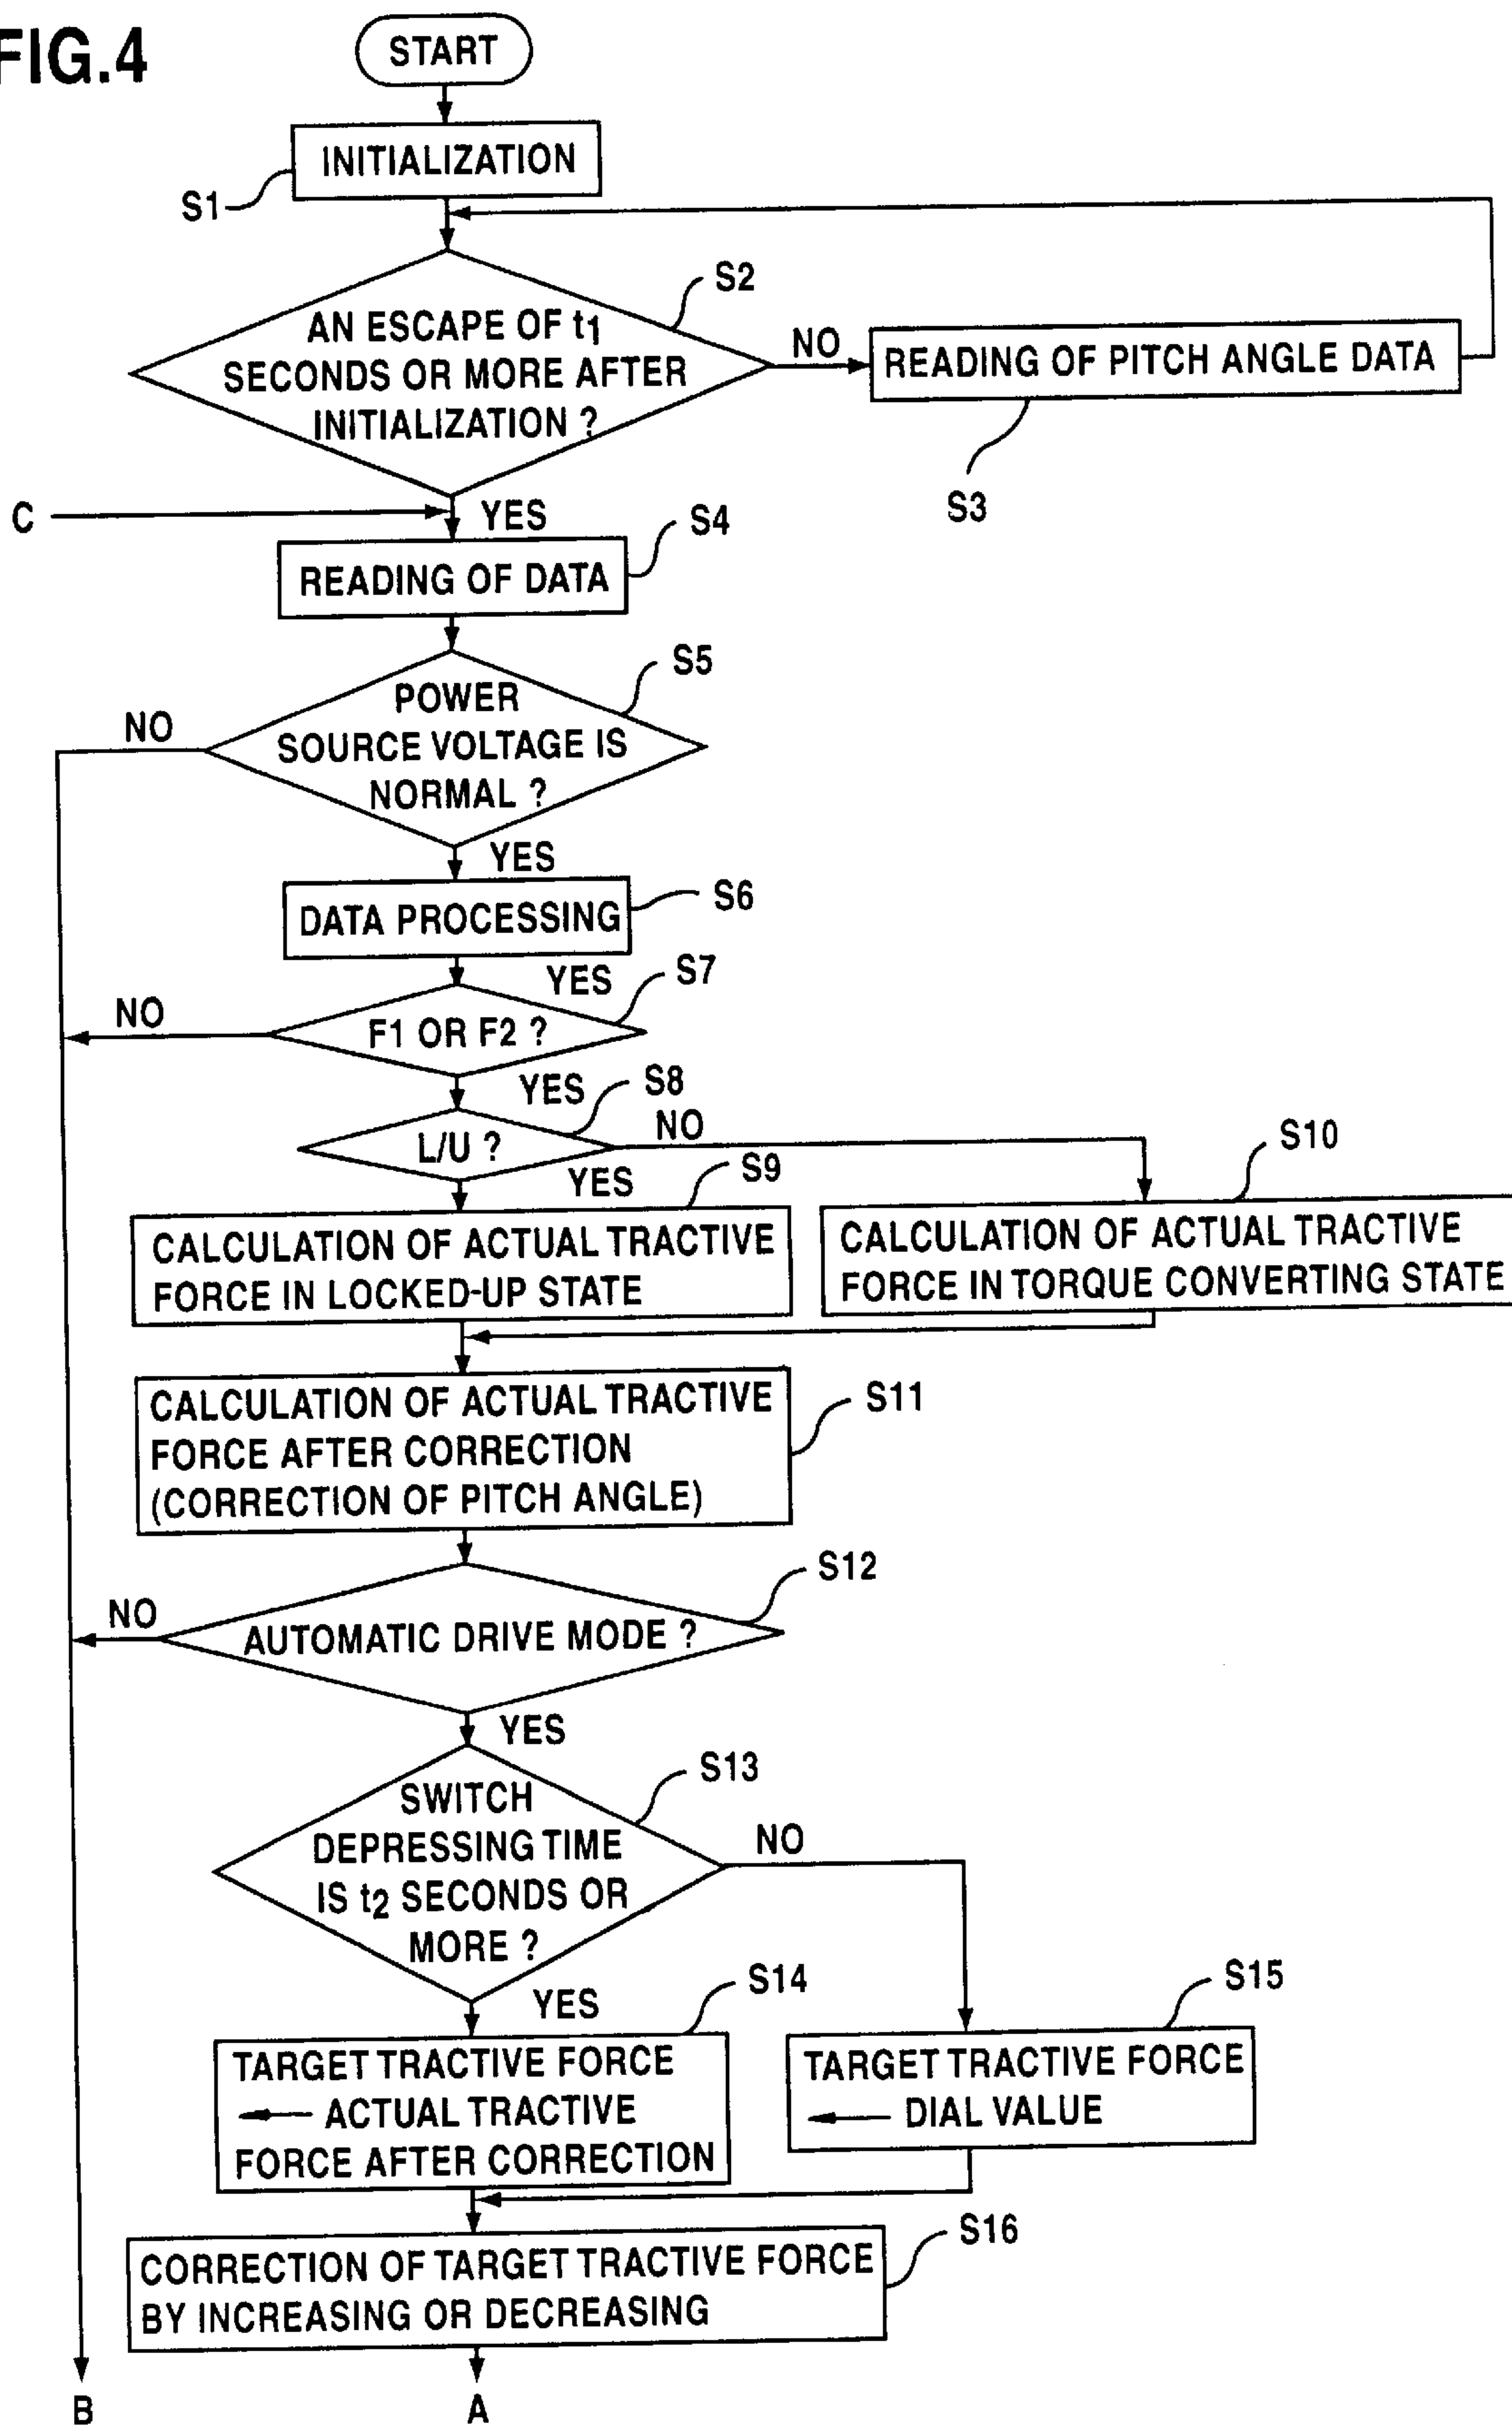 FIG.4
START
INITIALIZATION
S1
S2
AN ESCAPE OF t1
SECONDS OR MORE AFTER
INITIALIZATION ?
NO
READING OF PITCH ANGLE DATA
S3
C
YES
S4
READING OF DATA
S5
POWER
SOURCE VOLTAGE IS
NORMAL ?
NO
YES
S6
DATA PROCESSING
YES
S7
NO
F1 OR F2 ?
YES
S8
L/U ?
NO
YES
S9
S10
CALCULATION OF ACTUAL TRACTIVE
FORCE IN LOCKED-UP STATE
CALCULATION OF ACTUAL TRACTIVE
FORCE IN TORQUE CONVERTING STATE
CALCULATION OF ACTUAL TRACTIVE
FORCE AFTER CORRECTION
(CORRECTION OF PITCH ANGLE)
S11
S12
NO
AUTOMATIC DRIVE MODE ?
YES
S13
SWITCH
DEPRESSING TIME
IS t2 SECONDS OR
MORE ?
NO
YES
S14
S15
TARGET TRACTIVE FORCE
← ACTUAL TRACTIVE
FORCE AFTER CORRECTION
TARGET TRACTIVE FORCE
← DIAL VALUE
S16
CORRECTION OF TARGET TRACTIVE FORCE
BY INCREASING OR DECREASING
B
A